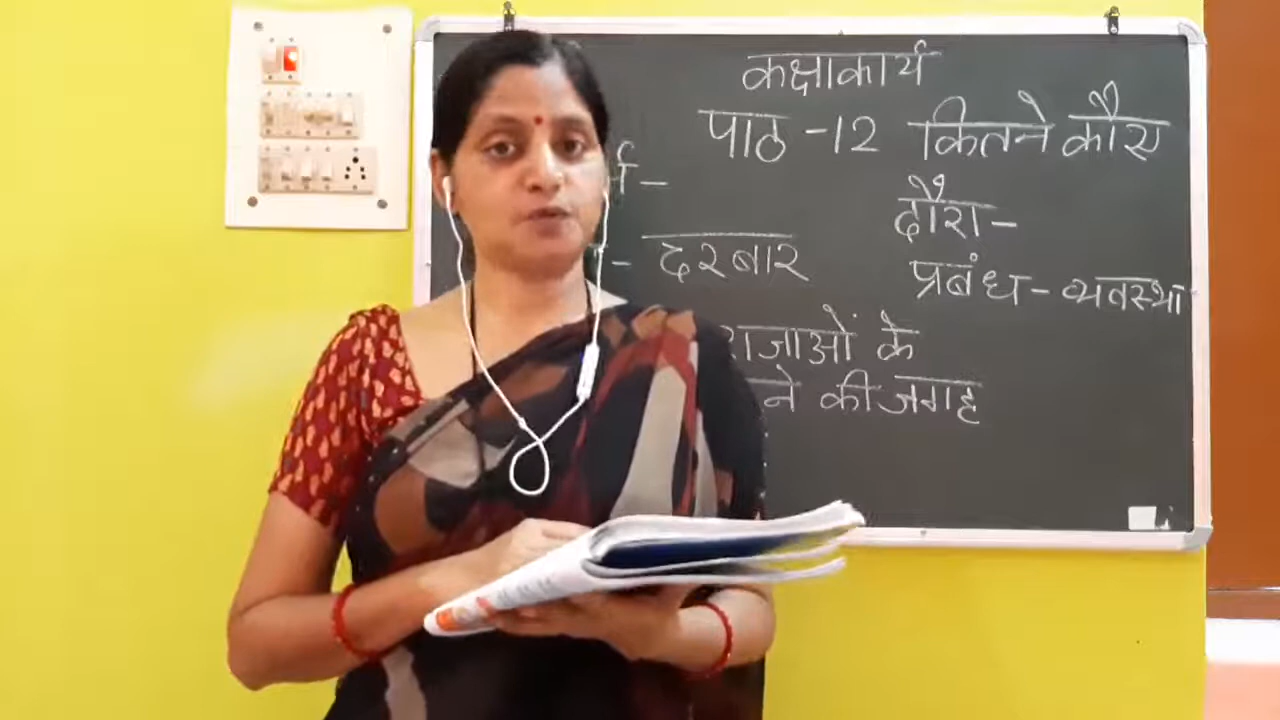 कक्षाकार्य
पाठ -12 कितने कौए
दौरा -
- दरबार
प्रबंध - व्यवस्था
राजाओं के
ने की जगह